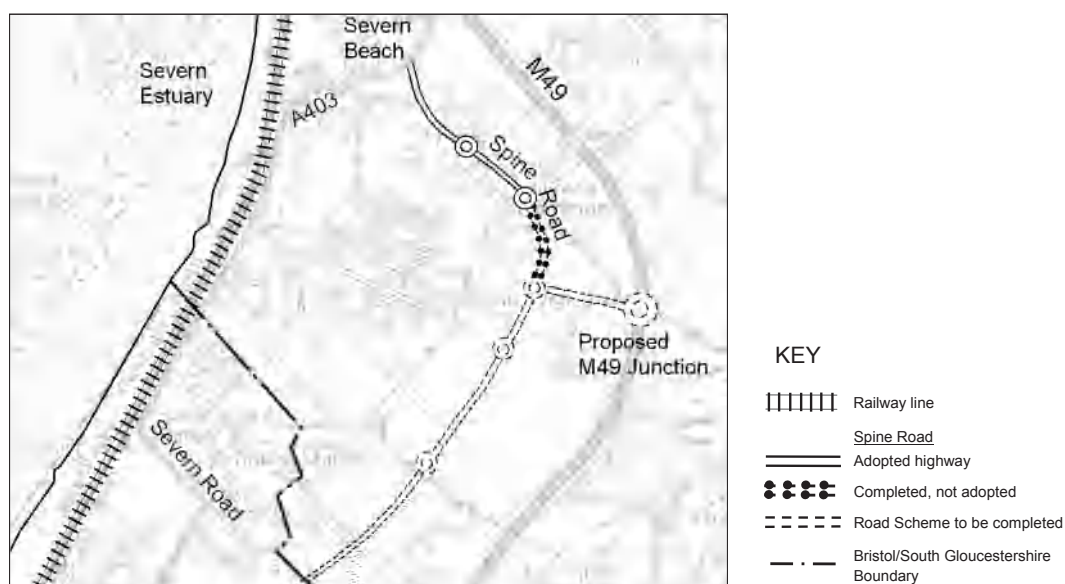 Severn
Beach
Severn
Estuary
M49
A403
Spine Road
Proposed
M49 Junction
Severn Road
KEY
Railway line
Spine Road
Adopted highway
Completed, not adopted
Road Scheme to be completed
Bristol/South Gloucestershire
Boundary